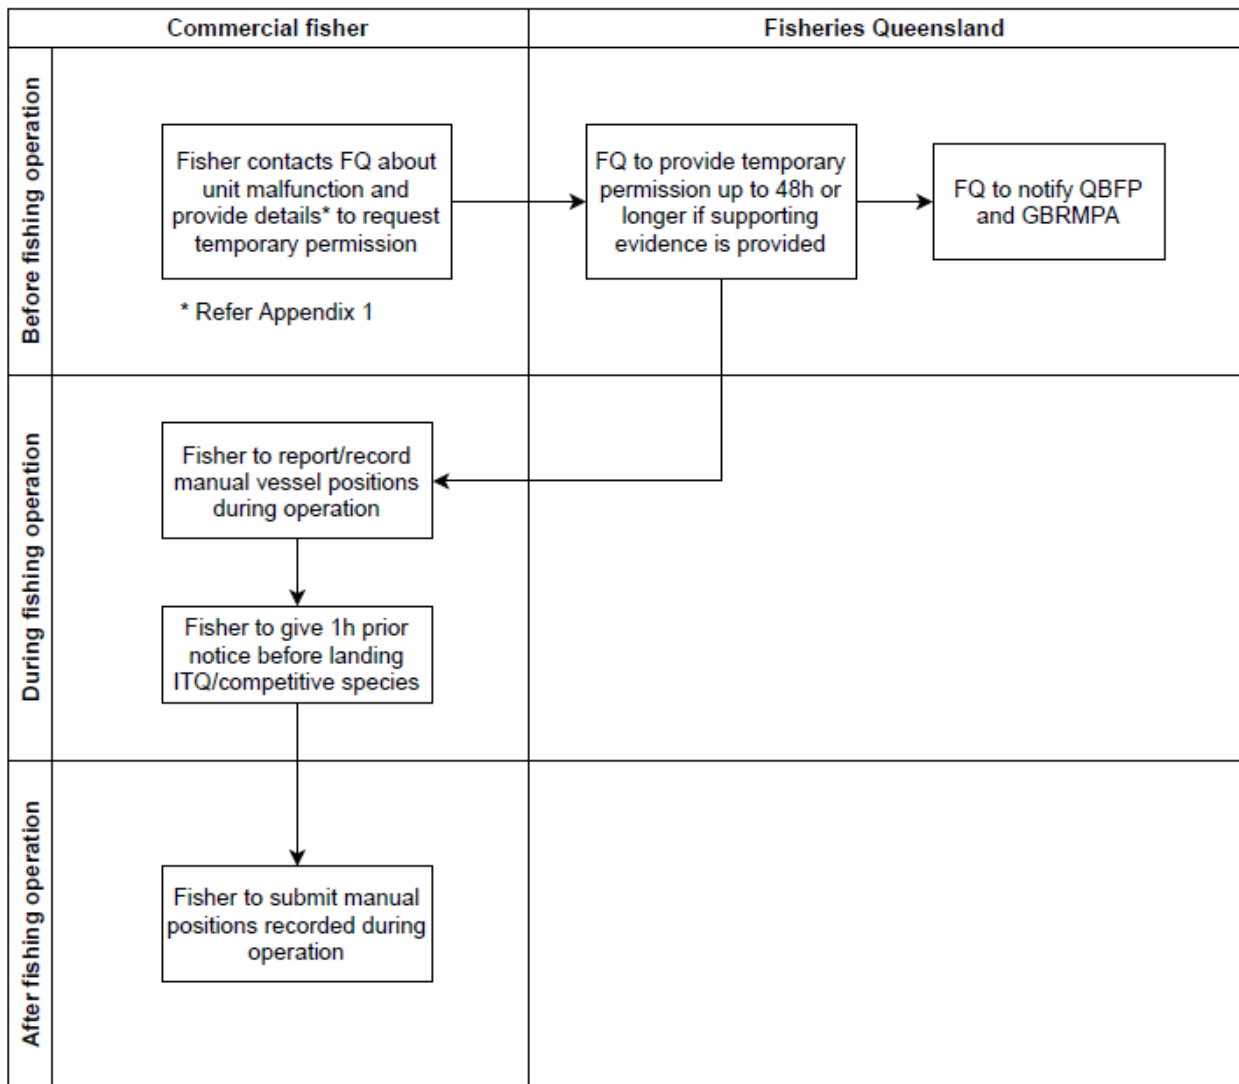 Commercial fisher
Fisheries Queensland
Before fishing operation
Fisher contacts FQ about
unit malfunction and
provide details* to request
temporary permission
* Refer Appendix 1
FQ to provide temporary
permission up to 48h or
longer if supporting
evidence is provided
FQ to notify QBFP
and GBRMPA
During fishing operation
Fisher to report/record
manual vessel positions
during operation
Fisher to give 1h prior
notice before landing
ITQ/competitive species
After fishing operation
Fisher to submit manual
positions recorded during
operation